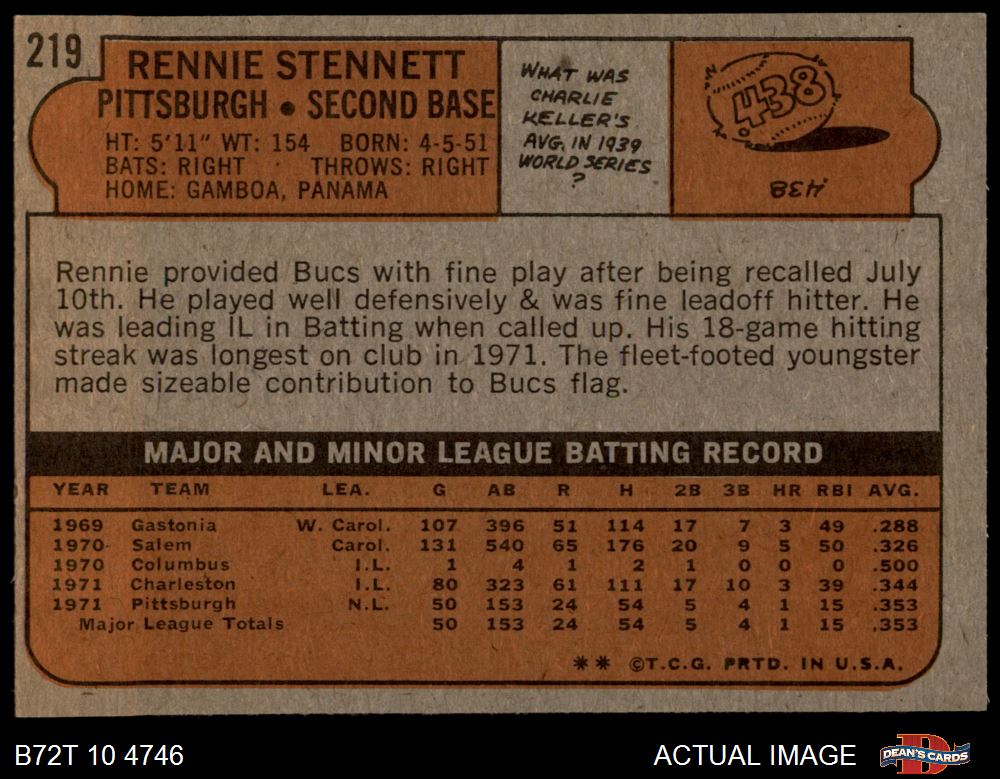 219
RENNIE STENNETT
PITTSBURGH • SECOND BASE
HT: 5'11" WT: 154 BORN: 4-5-51
BATS: RIGHT THROWS: RIGHT
HOME: GAMBOA, PANAMA
WHAT WAS
CHARLIE
KELLER'S
AVG. IN 1939
WORLD SERIES
?
.438
.438
Rennie provided Bucs with fine play after being recalled July
10th. He played well defensively & was fine leadoff hitter. He
was leading IL in Batting when called up. His 18-game hitting
streak was longest on club in 1971. The fleet-footed youngster
made sizeable contribution to Bucs flag.
MAJOR AND MINOR LEAGUE BATTING RECORD
YEAR TEAM LEA. G AB R H 2B 3B HR RBI AVG.
1969 Gastonia W. Carol. 107 396 51 114 17 7 3 49 .288
1970 Salem Carol. 131 540 65 176 20 9 5 50 .326
1970 Columbus I.L. 1 4 1 2 1 0 0 0 .500
1971 Charleston I.L. 80 323 61 111 17 10 3 39 .344
1971 Pittsburgh N.L. 50 153 24 54 5 4 1 15 .353
Major League Totals 50 153 24 54 5 4 1 15 .353
** ©T.C.G. PRTD. IN U.S.A.
B72T 10 4746
ACTUAL IMAGE
DEAN'S CARDS